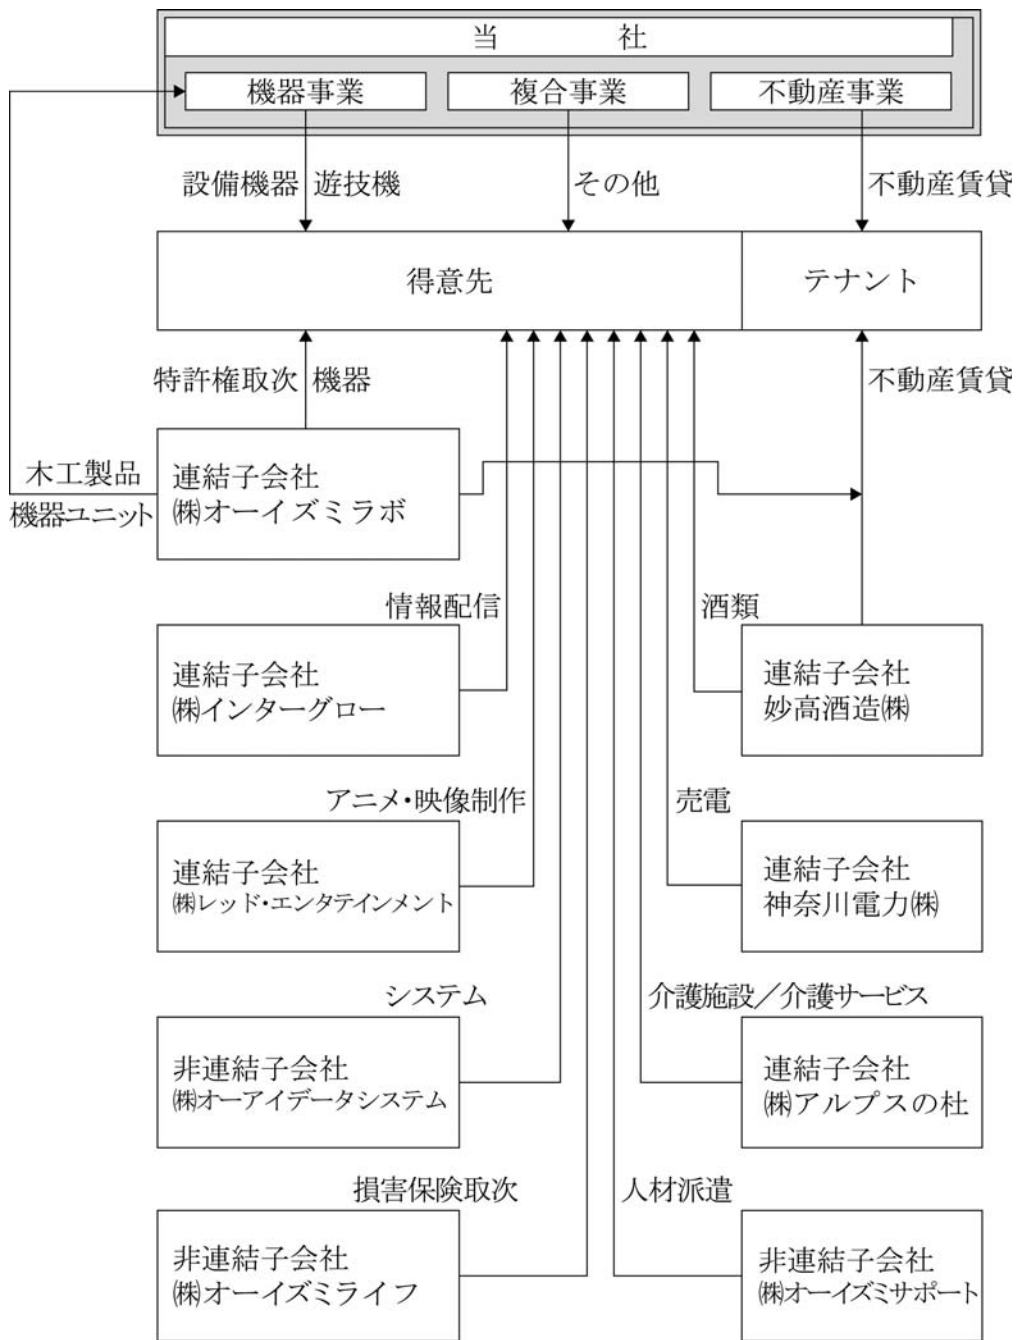 当　　　社
機器事業
複合事業
不動産事業
設備機器
遊技機
その他
不動産賃貸
得意先
テナント
特許権取次
機器
不動産賃貸
木工製品
機器ユニット
連結子会社
㈱オーイズミラボ
情報配信
酒類
連結子会社
㈱インターグロー
連結子会社
妙高酒造㈱
アニメ・映像制作
売電
連結子会社
㈱レッド・エンタテインメント
連結子会社
神奈川電力㈱
システム
介護施設／介護サービス
非連結子会社
㈱オーアイデータシステム
連結子会社
㈱アルプスの杜
損害保険取次
人材派遣
非連結子会社
㈱オーイズミライフ
非連結子会社
㈱オーイズミサポート